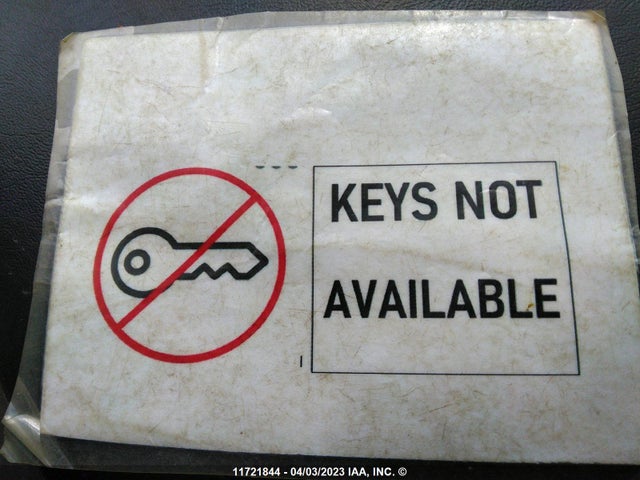 KEYS NOT
AVAILABLE
11721844 - 04/03/2023 IAA, INC. ©